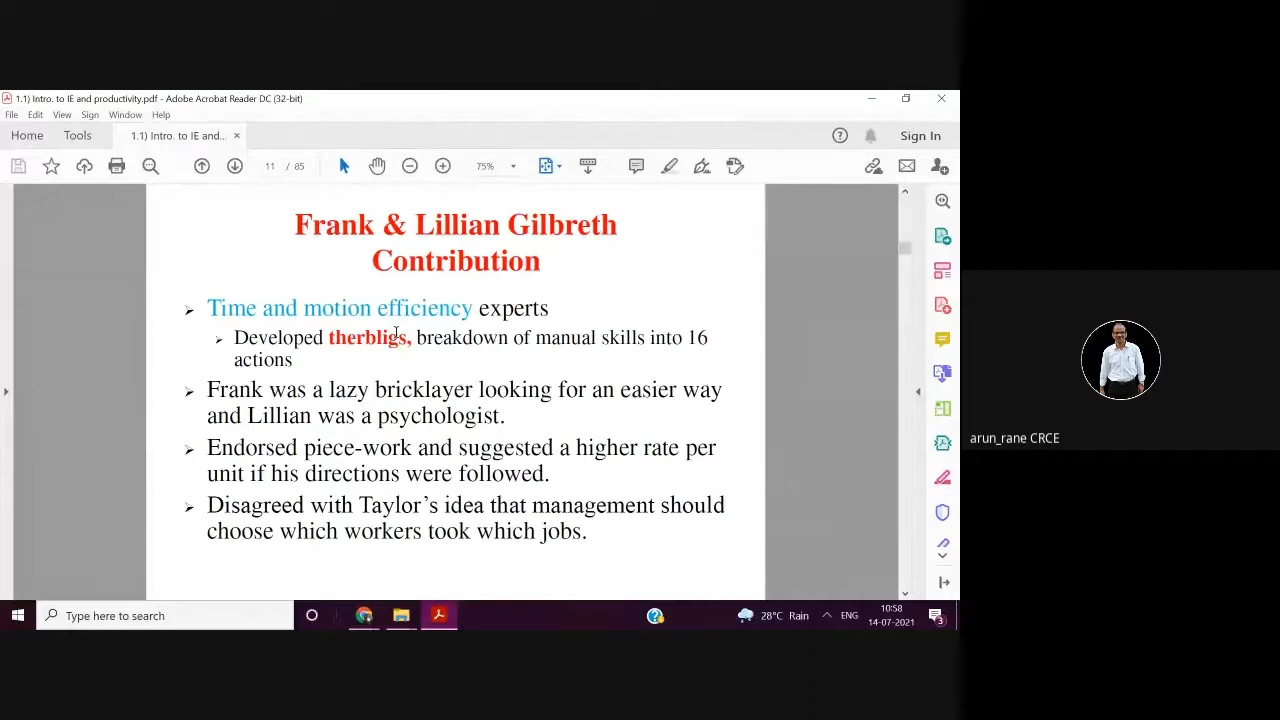 1.1) Intro. to IE and productivity.pdf - Adobe Acrobat Reader DC (32-bit)
File Edit View Sign Window Help
Home Tools 1.1) Intro. to IE and... × Sign In
11 / 85 75%
Frank & Lillian Gilbreth
Contribution
Time and motion efficiency experts
Developed therbligs, breakdown of manual skills into 16
actions
Frank was a lazy bricklayer looking for an easier way
and Lillian was a psychologist.
Endorsed piece-work and suggested a higher rate per
unit if his directions were followed.
Disagreed with Taylor’s idea that management should
choose which workers took which jobs.
arun_rane CRCE
Type here to search
28°C Rain ENG
10:58
14-07-2021
3